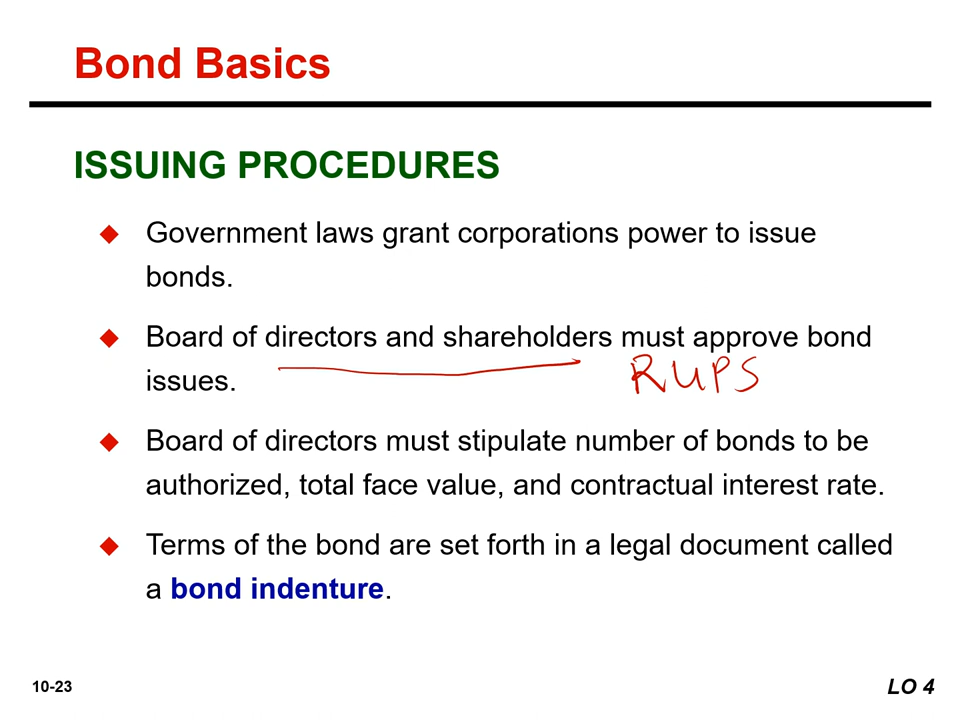 Bond Basics
ISSUING PROCEDURES
Government laws grant corporations power to issue
bonds.
Board of directors and shareholders must approve bond
issues.
RUPS
Board of directors must stipulate number of bonds to be
authorized, total face value, and contractual interest rate.
Terms of the bond are set forth in a legal document called
a bond indenture.
10-23
LO 4